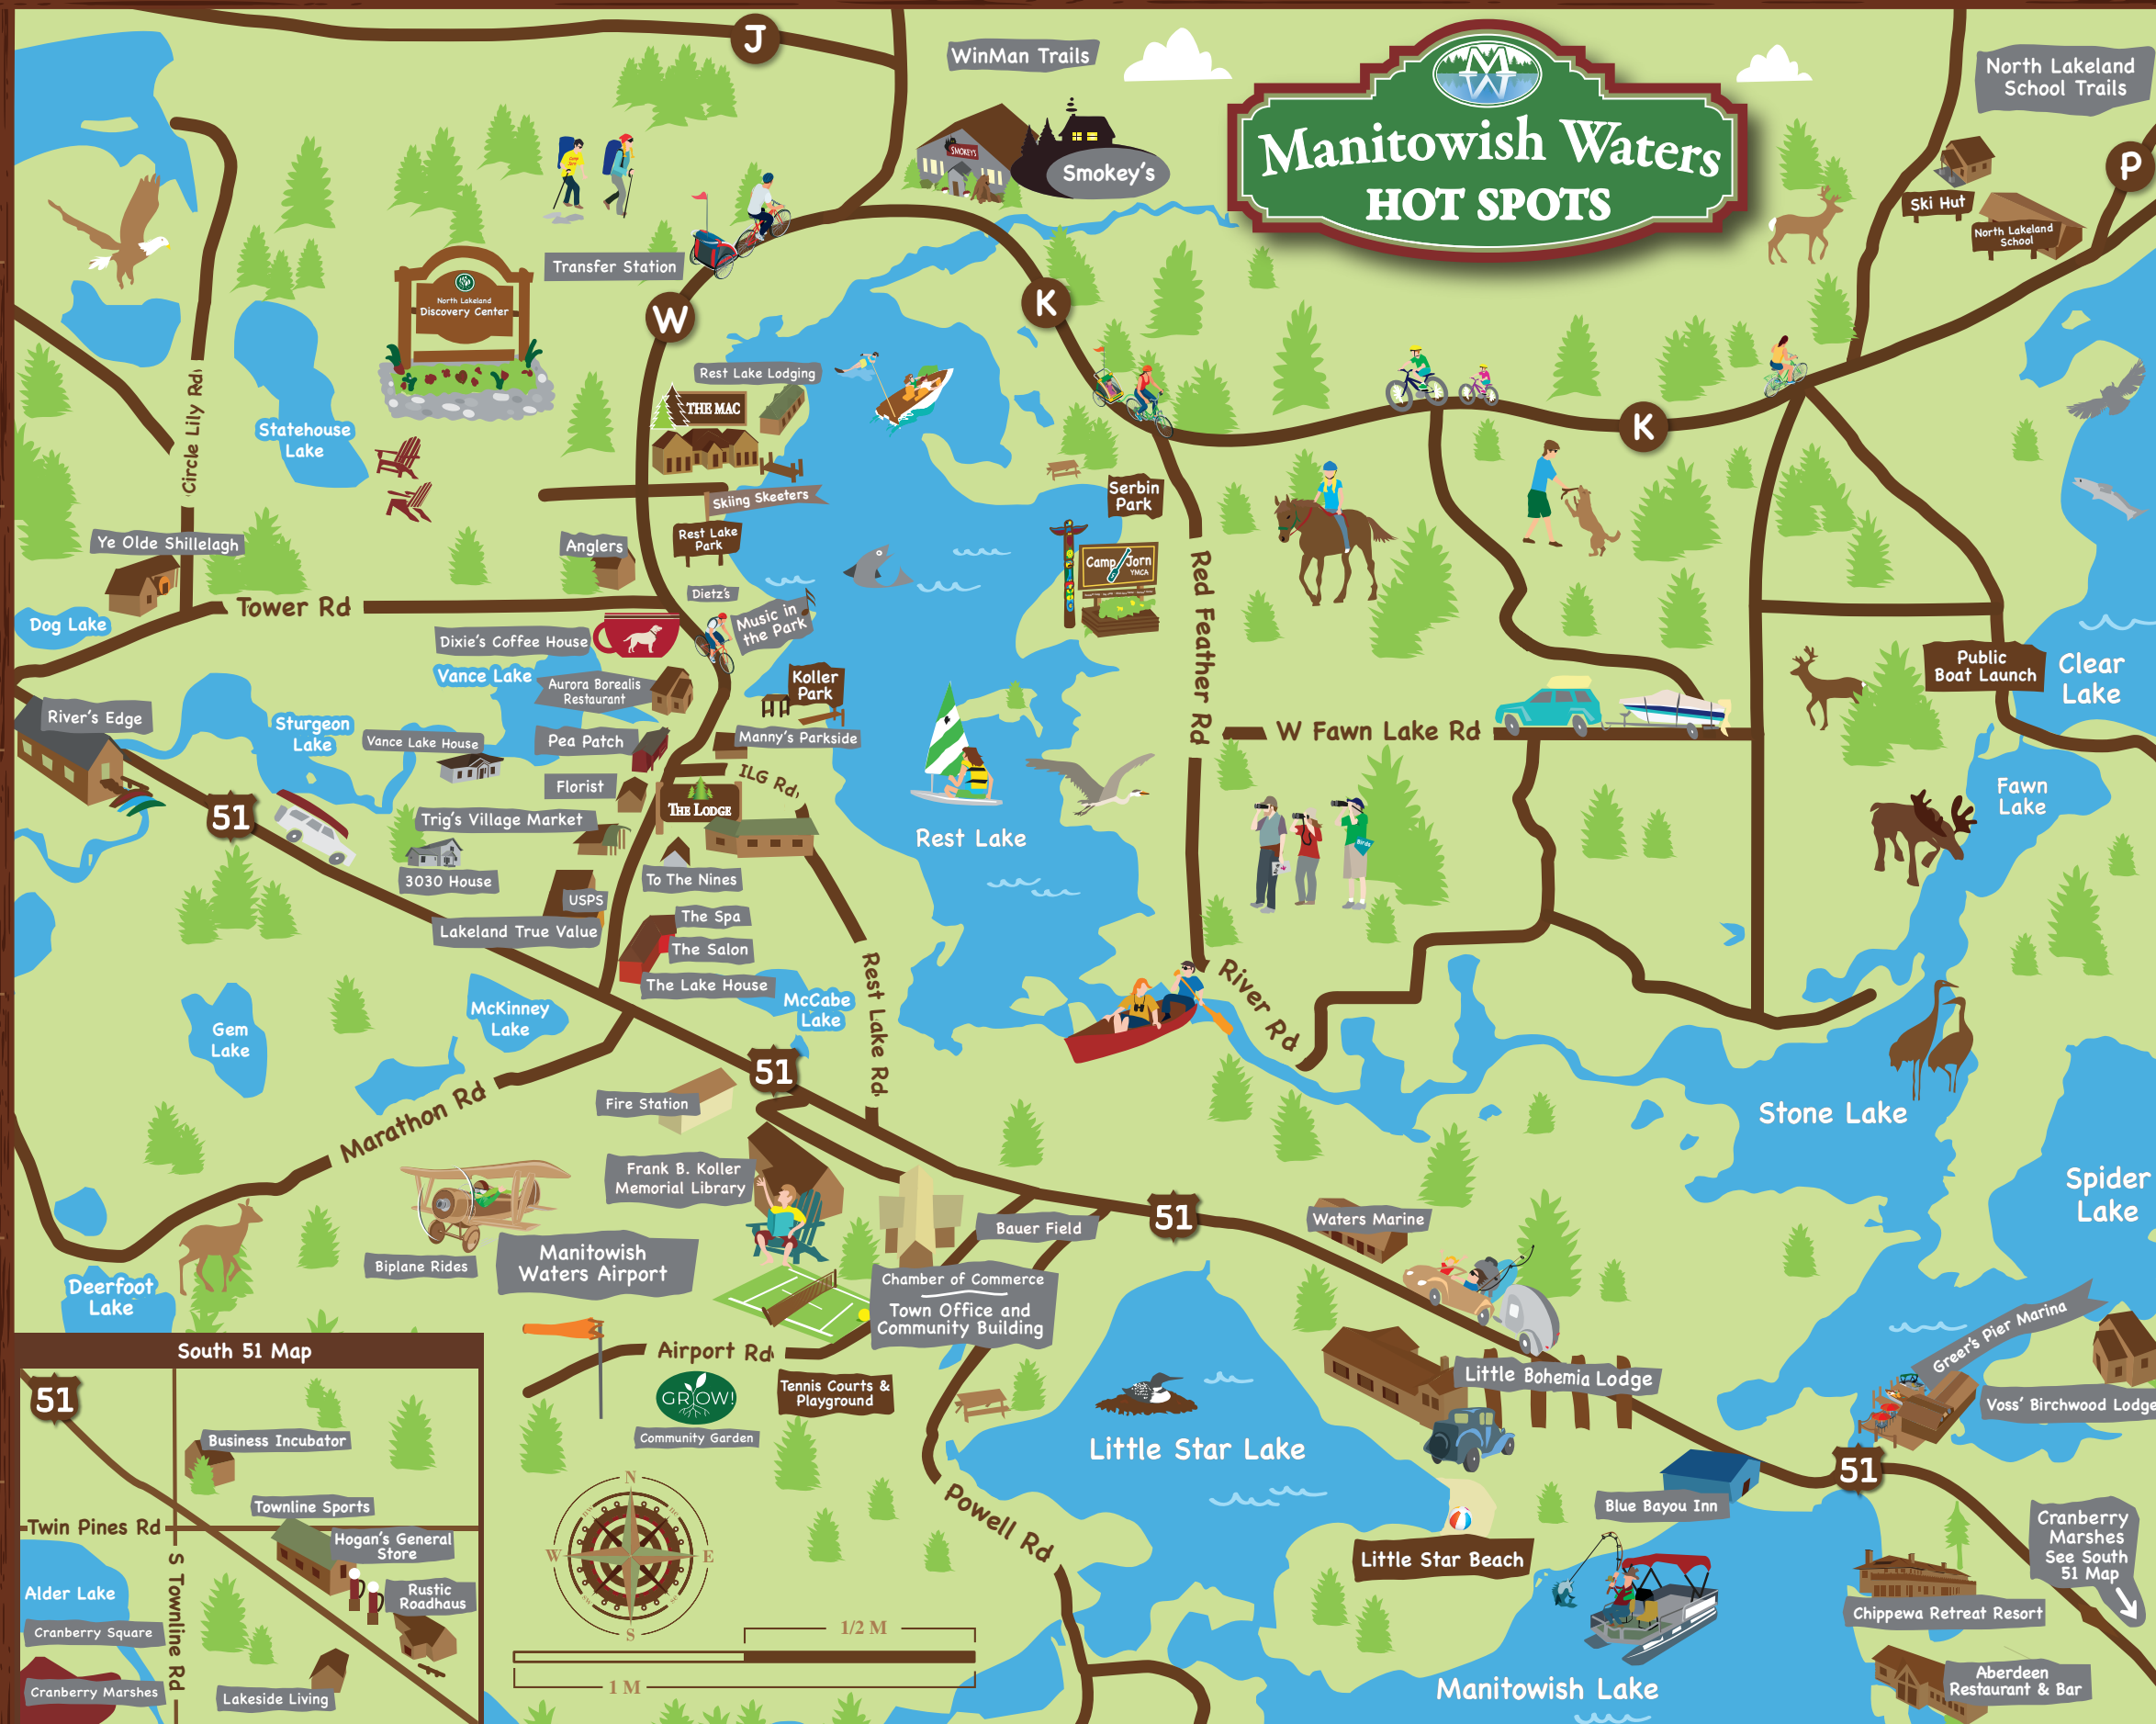 J
WinMan Trails
Manitowish Waters
HOT SPOTS
North Lakeland
School Trails
SMOKEYS
Smokey's
P
Ski Hut
North Lakeland
School
Transfer Station
North Lakeland
Discovery Center
W
K
K
Circle Lily Rd
Statehouse
Lake
Rest Lake Lodging
THE MAC
Skiing Skeeters
Serbin
Park
Rest Lake
Park
Anglers
Ye Olde Shillelagh
Camp Jorn
YMCA
Red Feather Rd
Dietz's
Music in
the Park
Tower Rd
Dog Lake
Dixie's Coffee House
Vance Lake
Aurora Borealis
Restaurant
Koller
Park
Public
Boat Launch
Clear
Lake
River's Edge
Sturgeon
Lake
Vance Lake House
Pea Patch
Manny's Parkside
W Fawn Lake Rd
ILG Rd
Florist
THE LODGE
Fawn
Lake
51
Trig's Village Market
Rest Lake
Birds
3030 House
To The Nines
USPS
Lakeland True Value
The Spa
The Salon
The Lake House
Rest Lake Rd
River Rd
McKinney
Lake
McCabe
Lake
Gem
Lake
51
Marathon Rd
Fire Station
Stone Lake
Frank B. Koller
Memorial Library
Spider
Lake
51
Bauer Field
Waters Marine
Biplane Rides
Manitowish
Waters Airport
Chamber of Commerce
Town Office and
Community Building
Deerfoot
Lake
Greer's Pier Marina
Airport Rd
GROW!
Community Garden
Tennis Courts &
Playground
Little Bohemia Lodge
Voss' Birchwood Lodge
Little Star Lake
51
Blue Bayou Inn
Powell Rd
Little Star Beach
Cranberry
Marshes
See South
51 Map
Chippewa Retreat Resort
Aberdeen
Restaurant & Bar
Manitowish Lake
N
W
E
S
1/2 M
1 M
South 51 Map
51
Business Incubator
Townline Sports
Twin Pines Rd
Hogan's General
Store
S Townline Rd
Alder Lake
Rustic
Roadhaus
Cranberry Square
Cranberry Marshes
Lakeside Living